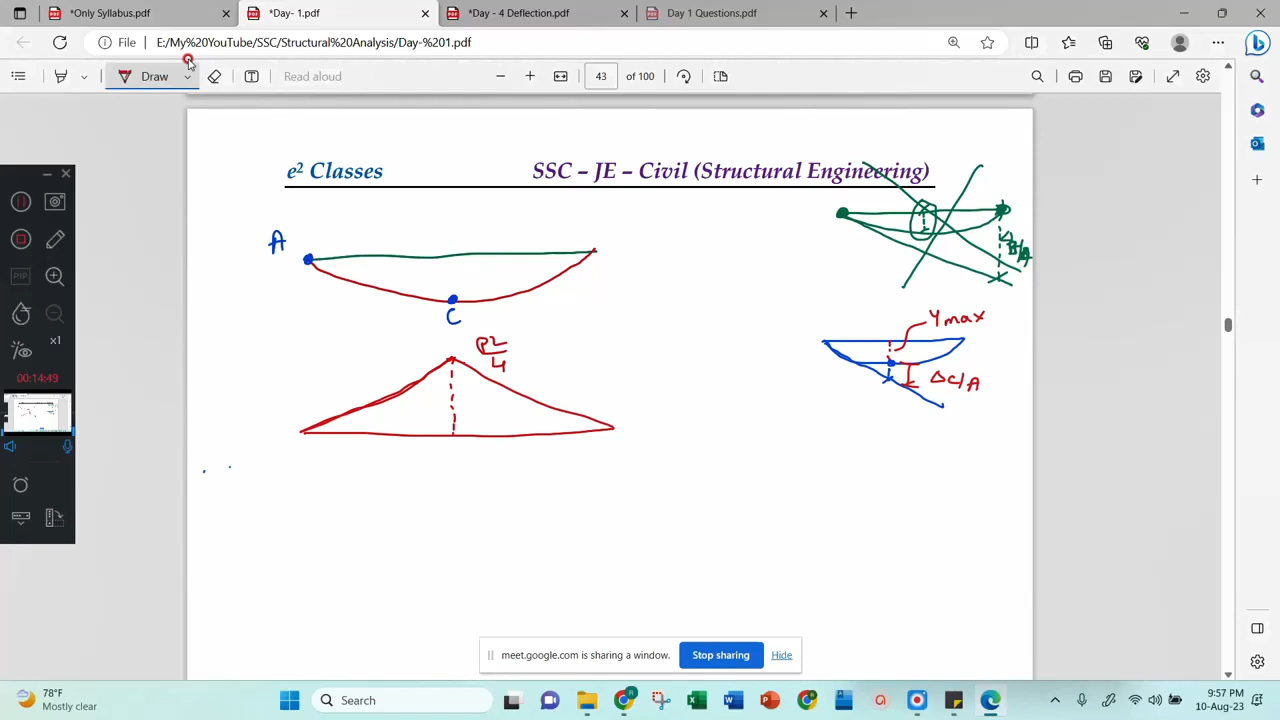 *Only Syllabus.pdf
*Day- 1.pdf
*Day - 4 Deflection.pdf
Day 1 Questions.pdf
File
E:/My%20YouTube/SSC/Structural%20Analysis/Day-%201.pdf
Draw
Read aloud
43
of 100
e² Classes
SSC – JE – Civil (Structural Engineering)
A
B/A
C
Ymax
ΔC/A
4
PIP
x1
00:14:49
meet.google.com is sharing a window.
Stop sharing
Hide
78°F
Mostly clear
Search
9:57 PM
10-Aug-23